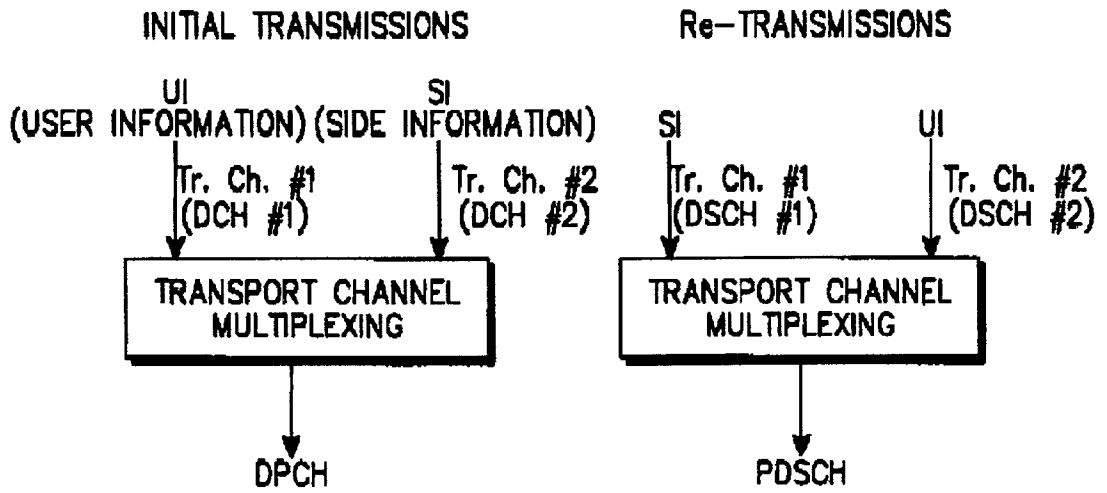 INITIAL TRANSMISSIONS
Re-TRANSMISSIONS
UI
(USER INFORMATION)
SI
(SIDE INFORMATION)
SI
UI
Tr. Ch. #1
(DCH #1)
Tr. Ch. #2
(DCH #2)
Tr. Ch. #1
(DSCH #1)
Tr. Ch. #2
(DSCH #2)
TRANSPORT CHANNEL
MULTIPLEXING
TRANSPORT CHANNEL
MULTIPLEXING
DPCH
PDSCH